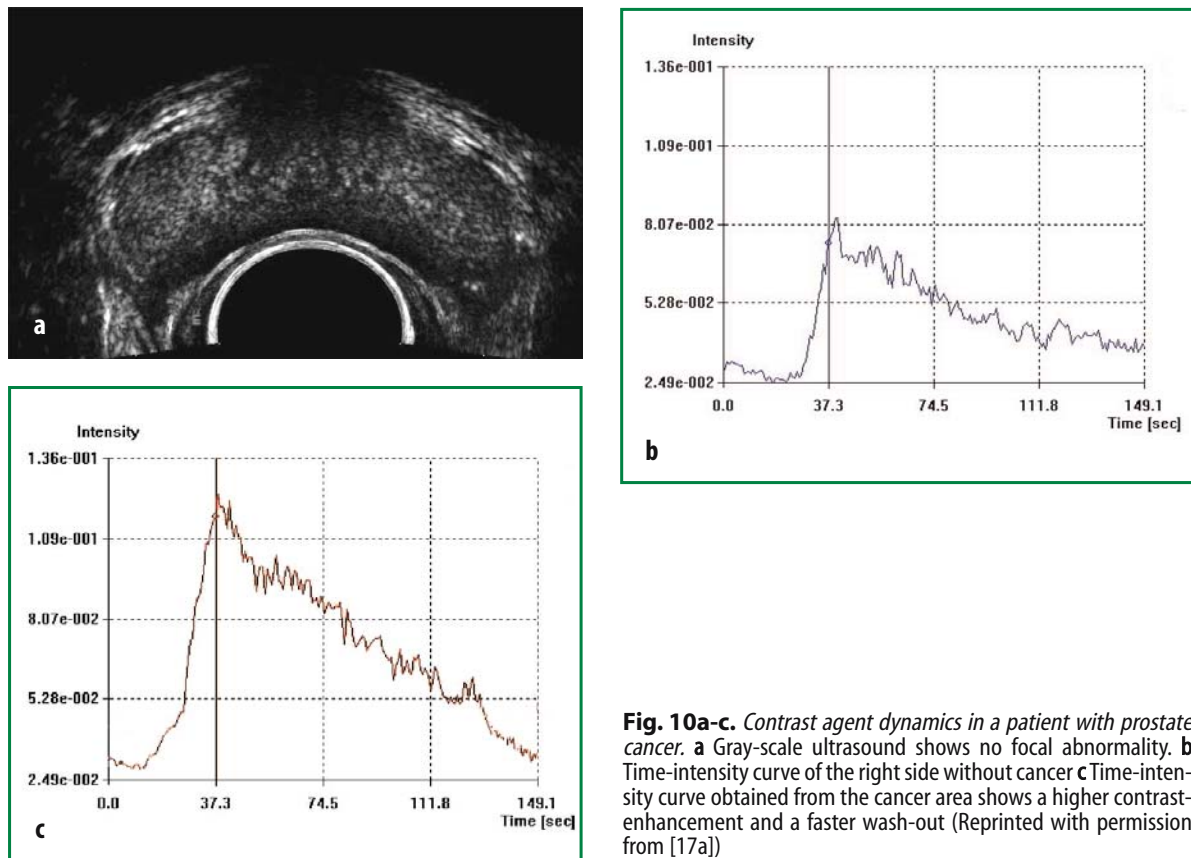 a
Intensity
1.36e-001
1.09e-001
8.07e-002
5.28e-002
2.49e-002
0.0 37.3 74.5 111.8 149.1
Time [sec]
b
Intensity
1.36e-001
1.09e-001
8.07e-002
5.28e-002
2.49e-002
0.0 37.3 74.5 111.8 149.1
Time [sec]
c
Fig. 10a-c. Contrast agent dynamics in a patient with prostate
cancer. a Gray-scale ultrasound shows no focal abnormality. b
Time-intensity curve of the right side without cancer c Time-inten-
sity curve obtained from the cancer area shows a higher contrast-
enhancement and a faster wash-out (Reprinted with permission
from [17a])